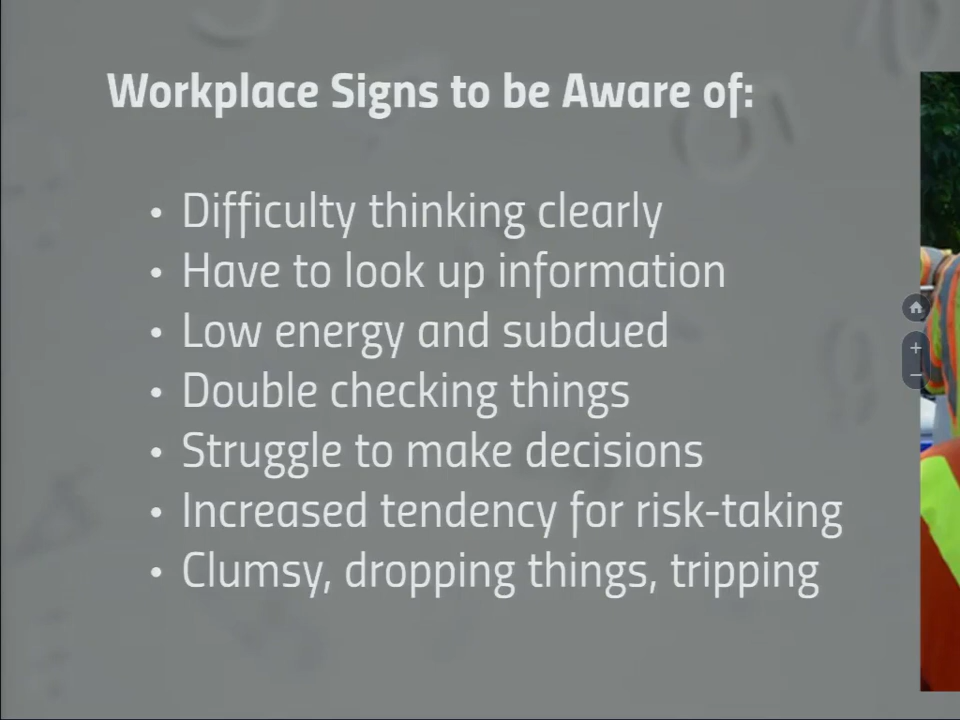 Workplace Signs to be Aware of:
• Difficulty thinking clearly
• Have to look up information
• Low energy and subdued
• Double checking things
• Struggle to make decisions
• Increased tendency for risk-taking
• Clumsy, dropping things, tripping